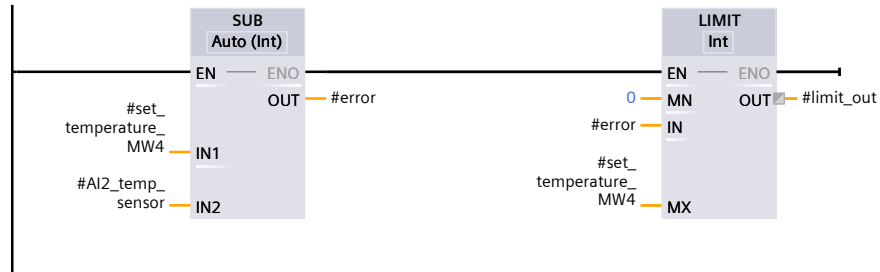 SUB
Auto (Int)
EN
ENO
OUT
#error
#set_
temperature_
MW4
IN1
#AI2_temp_
sensor
IN2
LIMIT
Int
EN
ENO
0
MN
OUT
#limit_out
#error
IN
#set_
temperature_
MW4
MX